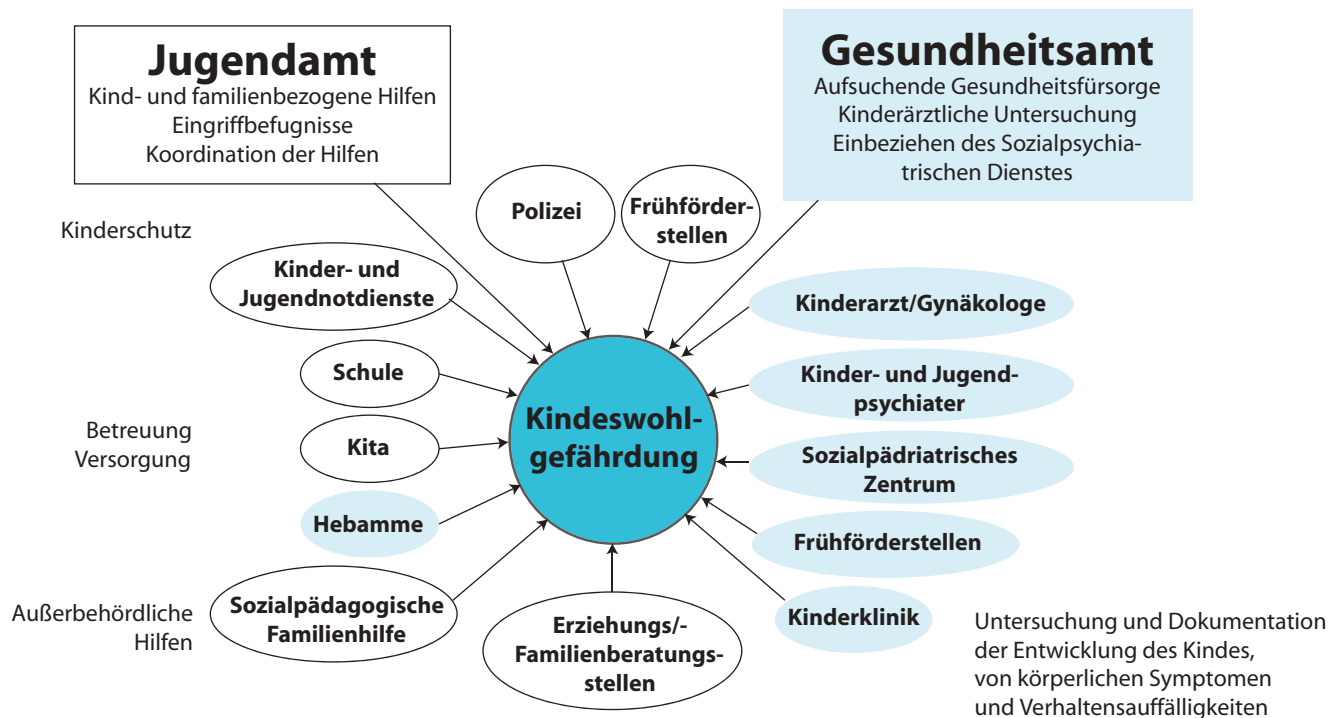 Jugendamt
Kind- und familienbezogene Hilfen
Eingriffbefugnisse
Koordination der Hilfen
Gesundheitsamt
Aufsuchende Gesundheitsfürsorge
Kinderärztliche Untersuchung
Einbeziehen des Sozialpsychia-
trischen Dienstes
Kinderschutz
Polizei
Frühförder-
stellen
Kinder- und
Jugendnotdienste
Kinderarzt/Gynäkologe
Schule
Kinder- und Jugend-
psychiater
Kindeswohl-
gefährdung
Betreuung
Versorgung
Kita
Sozialpädriatrisches
Zentrum
Hebamme
Frühförderstellen
Außerbehördliche
Hilfen
Sozialpädagogische
Familienhilfe
Erziehungs/-
Familienberatungs-
stellen
Kinderklinik
Untersuchung und Dokumentation
der Entwicklung des Kindes,
von körperlichen Symptomen
und Verhaltensauffälligkeiten